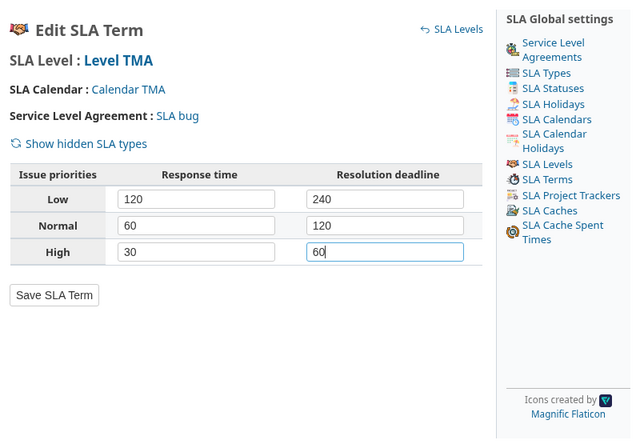 Edit SLA Term
SLA Levels
SLA Level : Level TMA
SLA Calendar : Calendar TMA
Service Level Agreement : SLA bug
Show hidden SLA types
Issue priorities Response time Resolution deadline
Low 120 240
Normal 60 120
High 30 60
Save SLA Term
SLA Global settings
Service Level
Agreements
SLA Types
SLA Statuses
SLA Holidays
SLA Calendars
SLA Calendar
Holidays
SLA Levels
SLA Terms
SLA Project Trackers
SLA Caches
SLA Cache Spent
Times
Icons created by
Magnific Flaticon